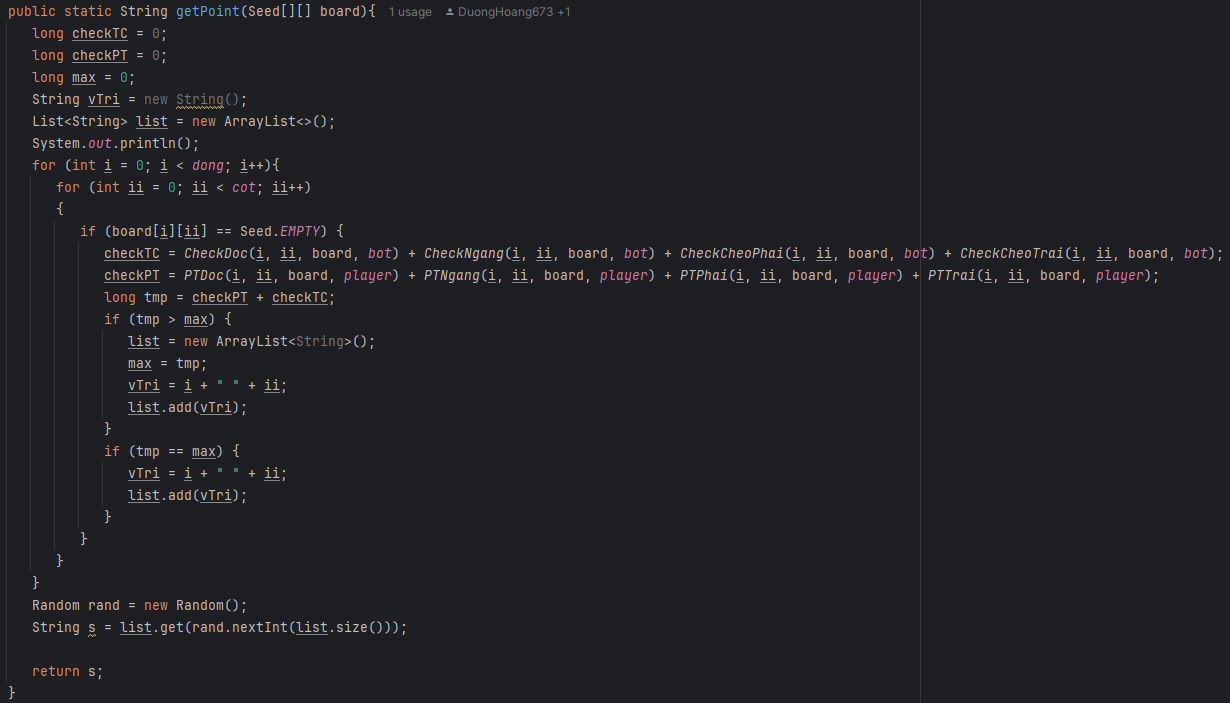 public static String getPoint(Seed[][] board){ 1 usage DuongHoang673 +1
long checkTC = 0;
long checkPT = 0;
long max = 0;
String vTri = new String();
List<String> list = new ArrayList<>();
System.out.println();
for (int i = 0; i < dong; i++){
for (int ii = 0; ii < cot; ii++)
{
if (board[i][ii] == Seed.EMPTY) {
checkTC = CheckDoc(i, ii, board, bot) + CheckNgang(i, ii, board, bot) + CheckCheoPhai(i, ii, board, bot) + CheckCheoTrai(i, ii, board, bot);
checkPT = PTDoc(i, ii, board, player) + PTNgang(i, ii, board, player) + PTPhai(i, ii, board, player) + PTTrai(i, ii, board, player);
long tmp = checkPT + checkTC;
if (tmp > max) {
list = new ArrayList<String>();
max = tmp;
vTri = i + " " + ii;
list.add(vTri);
}
if (tmp == max) {
vTri = i + " " + ii;
list.add(vTri);
}
}
}
}
Random rand = new Random();
String s = list.get(rand.nextInt(list.size()));
return s;
}